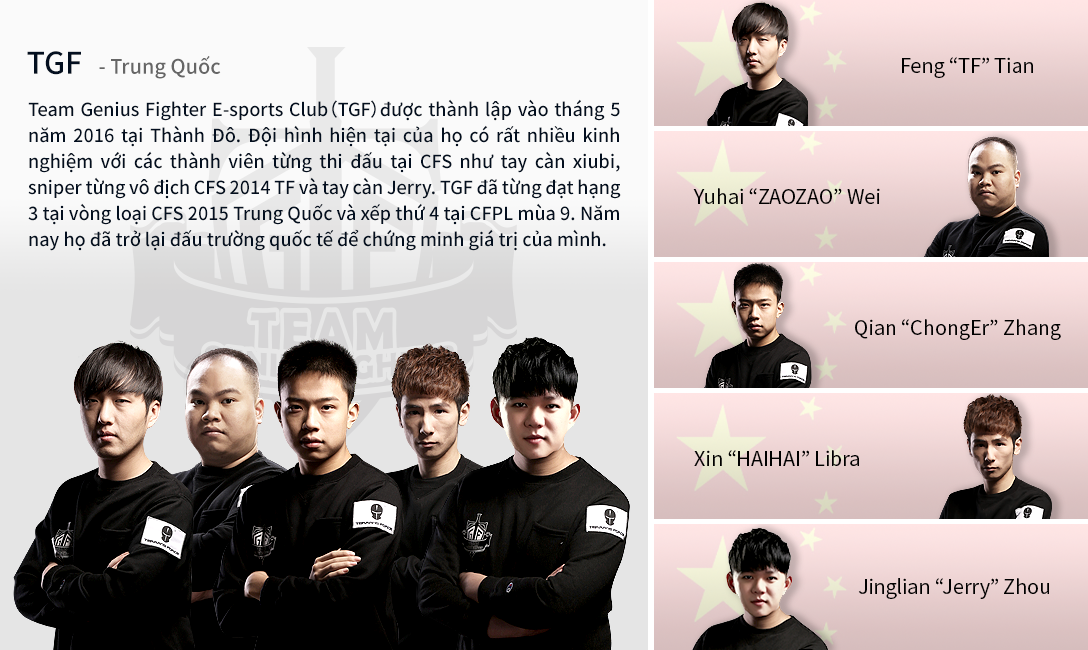 TGF - Trung Quốc
Team Genius Fighter E-sports Club（TGF）được thành lập vào tháng 5
năm 2016 tại Thành Đô. Đội hình hiện tại của họ có rất nhiều kinh
nghiệm với các thành viên từng thi đấu tại CFS như tay càn xiubi,
sniper từng vô địch CFS 2014 TF và tay càn Jerry. TGF đã từng đạt hạng
3 tại vòng loại CFS 2015 Trung Quốc và xếp thứ 4 tại CFPL mùa 9. Năm
nay họ đã trở lại đấu trường quốc tế để chứng minh giá trị của mình.
TEAM
Feng “TF” Tian
Yuhai “ZAOZAO” Wei
Qian “ChongEr” Zhang
Xin “HAIHAI” Libra
Jinglian “Jerry” Zhou